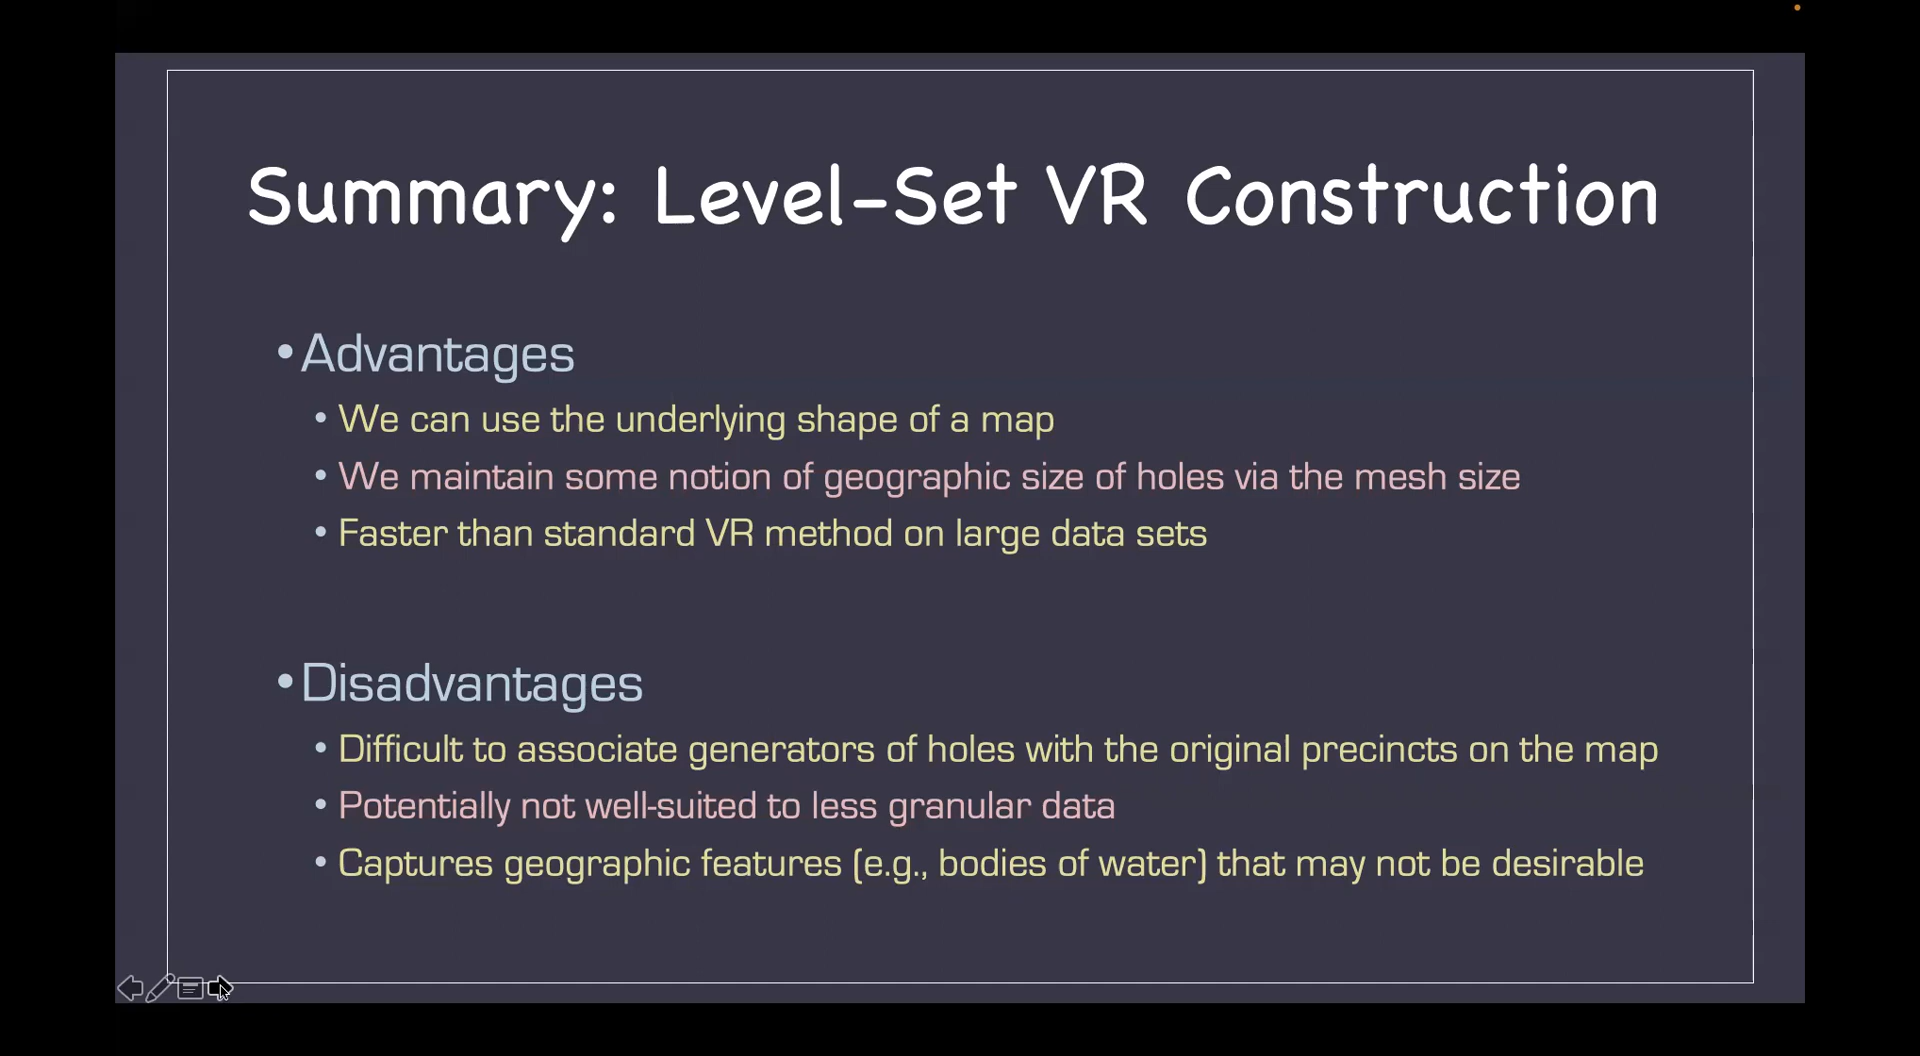 Summary: Level-Set VR Construction
• Advantages
• We can use the underlying shape of a map
• We maintain some notion of geographic size of holes via the mesh size
• Faster than standard VR method on large data sets
• Disadvantages
• Difficult to associate generators of holes with the original precincts on the map
• Potentially not well-suited to less granular data
• Captures geographic features (e.g., bodies of water) that may not be desirable